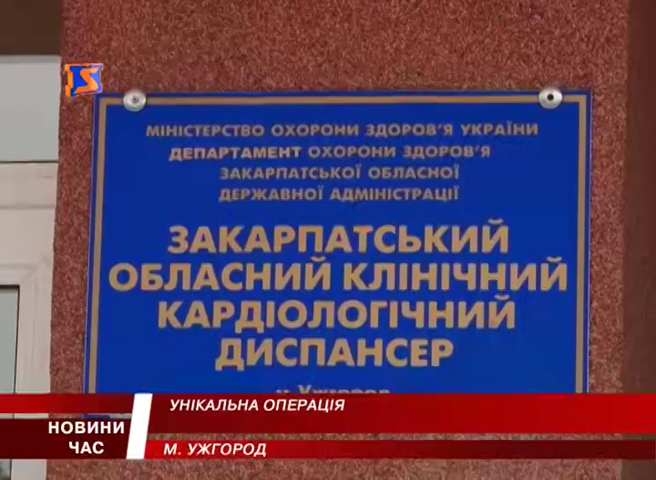 МІНІСТЕРСТВО ОХОРОНИ ЗДОРОВ'Я УКРАЇНИ
ДЕПАРТАМЕНТ ОХОРОНИ ЗДОРОВ'Я
ЗАКАРПАТСЬКОЇ ОБЛАСНОЇ
ДЕРЖАВНОЇ АДМІНІСТРАЦІЇ
ЗАКАРПАТСЬКИЙ
ОБЛАСНИЙ КЛІНІЧНИЙ
КАРДІОЛОГІЧНИЙ
ДИСПАНСЕР
м. Ужгород
УНІКАЛЬНА ОПЕРАЦІЯ
НОВИНИ
ЧАС
М. УЖГОРОД